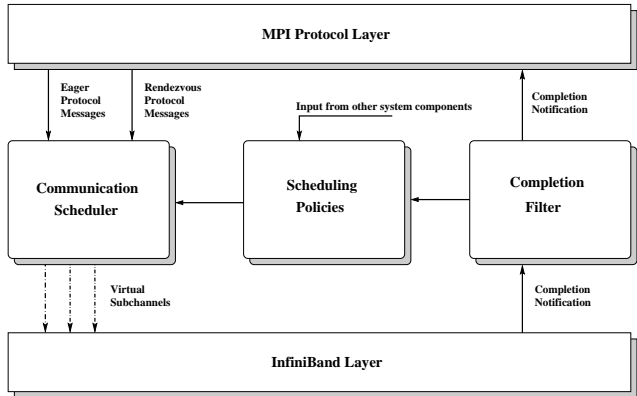 MPI Protocol Layer
Eager
Protocol
Messages
Rendezvous
Protocol
Messages
Input from other system components
Completion
Notification
Communication
Scheduler
Scheduling
Policies
Completion
Filter
Virtual
Subchannels
Completion
Notification
InfiniBand Layer